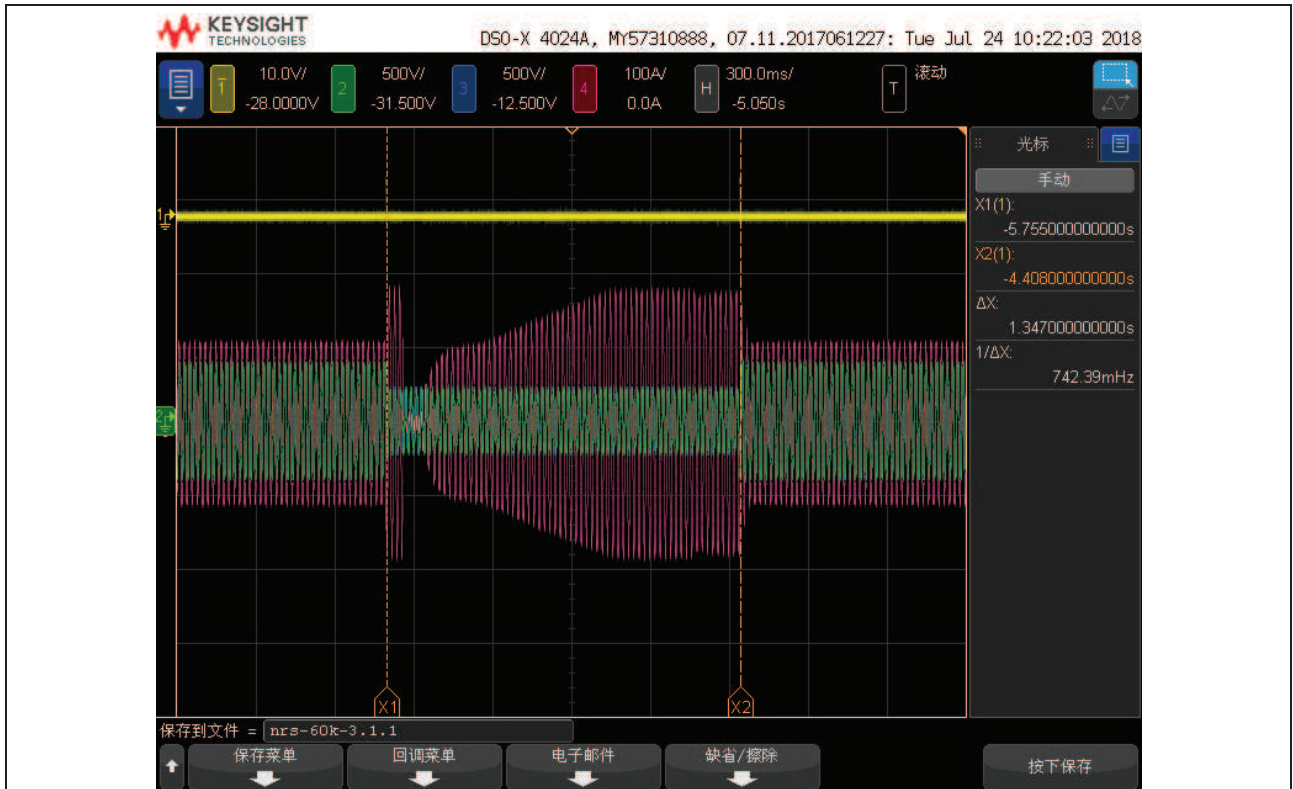 KEYSIGHT
TECHNOLOGIES
DSO-X 4024A, MY57310888, 07.11.2017061227: Tue Jul 24 10:22:03 2018
1 10.0V/ 2 500V/ 3 500V/ 4 100A/ H 300.0ms/ T 滚动
-28.0000V -31.500V -12.500V 0.0A -5.050s
光标
手动
X1(1):
-5.755000000000s
X2(1):
-4.408000000000s
ΔX:
1.347000000000s
1/ΔX:
742.39mHz
1
2
X1 X2
保存到文件 = nrs-60k-3.1.1
保存菜单 回调菜单 电子邮件 缺省/擦除 按下保存